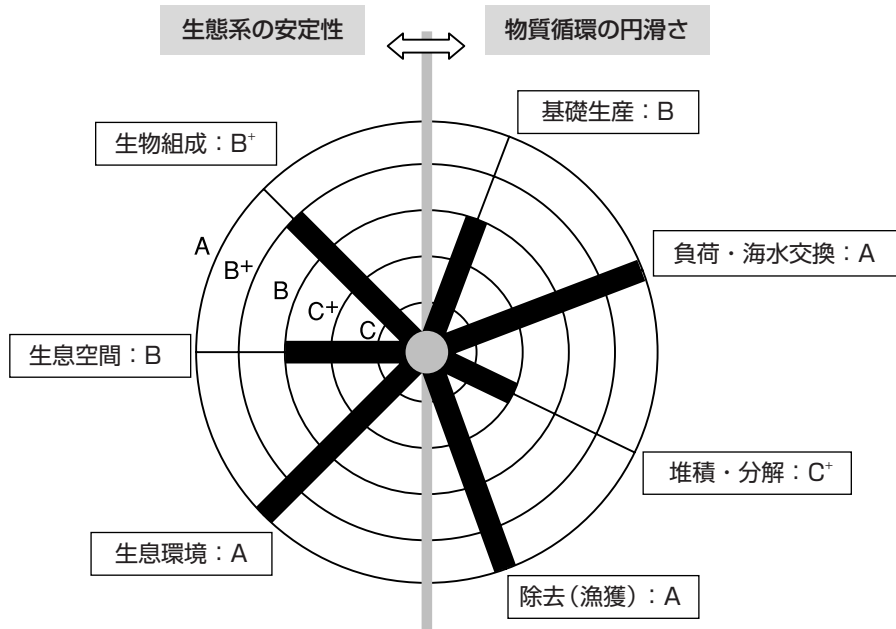 生態系の安定性
物質循環の円滑さ
基礎生産：B
生物組成：B⁺
負荷・海水交換：A
A
B+
B
C+
C
生息空間：B
堆積・分解：C⁺
生息環境：A
除去(漁獲)：A